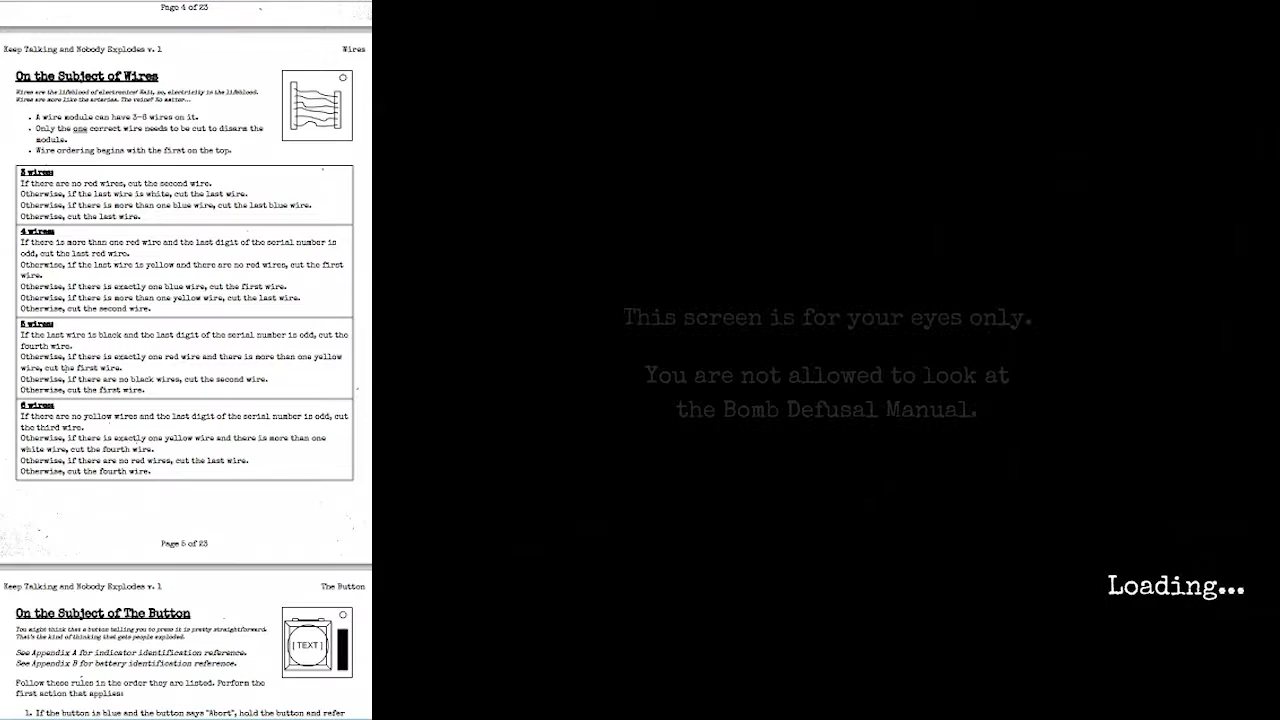 Page 4 of 23
Keep Talking and Nobody Explodes v. 1
Wires
On the Subject of Wires
Wires are the lifeblood of electronics! Wait, no, electricity is the lifeblood.
Wires are more like the arteries. The veins? No matter...
• A wire module can have 3-6 wires on it.
• Only the one correct wire needs to be cut to disarm the
module.
• Wire ordering begins with the first on the top.
3 wires:
If there are no red wires, cut the second wire.
Otherwise, if the last wire is white, cut the last wire.
Otherwise, if there is more than one blue wire, cut the last blue wire.
Otherwise, cut the last wire.
4 wires:
If there is more than one red wire and the last digit of the serial number is
odd, cut the last red wire.
Otherwise, if the last wire is yellow and there are no red wires, cut the first
wire.
Otherwise, if there is exactly one blue wire, cut the first wire.
Otherwise, if there is more than one yellow wire, cut the last wire.
Otherwise, cut the second wire.
5 wires:
If the last wire is black and the last digit of the serial number is odd, cut the
fourth wire.
Otherwise, if there is exactly one red wire and there is more than one yellow
wire, cut the first wire.
Otherwise, if there are no black wires, cut the second wire.
Otherwise, cut the first wire.
6 wires:
If there are no yellow wires and the last digit of the serial number is odd, cut
the third wire.
Otherwise, if there is exactly one yellow wire and there is more than one
white wire, cut the fourth wire.
Otherwise, if there are no red wires, cut the last wire.
Otherwise, cut the fourth wire.
Page 5 of 23
Keep Talking and Nobody Explodes v. 1
The Button
On the Subject of The Button
You might think that a button telling you to press it is pretty straightforward.
That's the kind of thinking that gets people exploded.
[ TEXT ]
See Appendix A for indicator identification reference.
See Appendix B for battery identification reference.
Follow these rules in the order they are listed. Perform the
first action that applies:
1. If the button is blue and the button says "Abort", hold the button and refer
This screen is for your eyes only.
You are not allowed to look at
the Bomb Defusal Manual.
Loading...